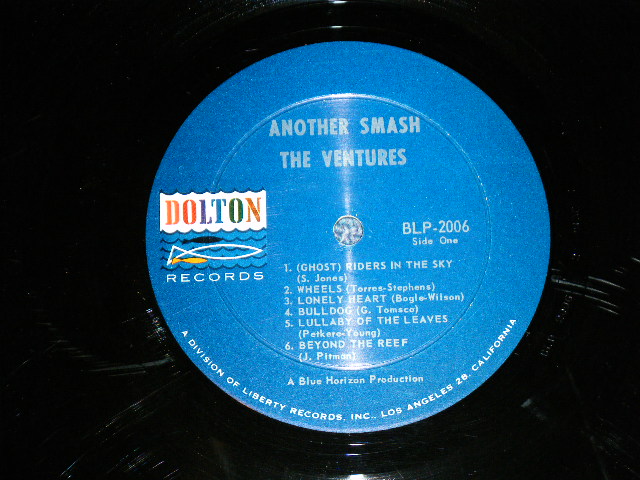 ANOTHER SMASH
THE VENTURES
DOLTON
RECORDS
BLP-2006
Side One
1. (GHOST) RIDERS IN THE SKY
(S. Jones)
2. WHEELS (Torres-Stephens)
3. LONELY HEART (Bogle-Wilson)
4. BULLDOG (G. Tomsco)
5. LULLABY OF THE LEAVES
(Petkere-Young)
6. BEYOND THE REEF
(J. Pitman)
A Blue Horizon Production
A DIVISION OF LIBERTY RECORDS, INC., LOS ANGELES 28, CALIFORNIA